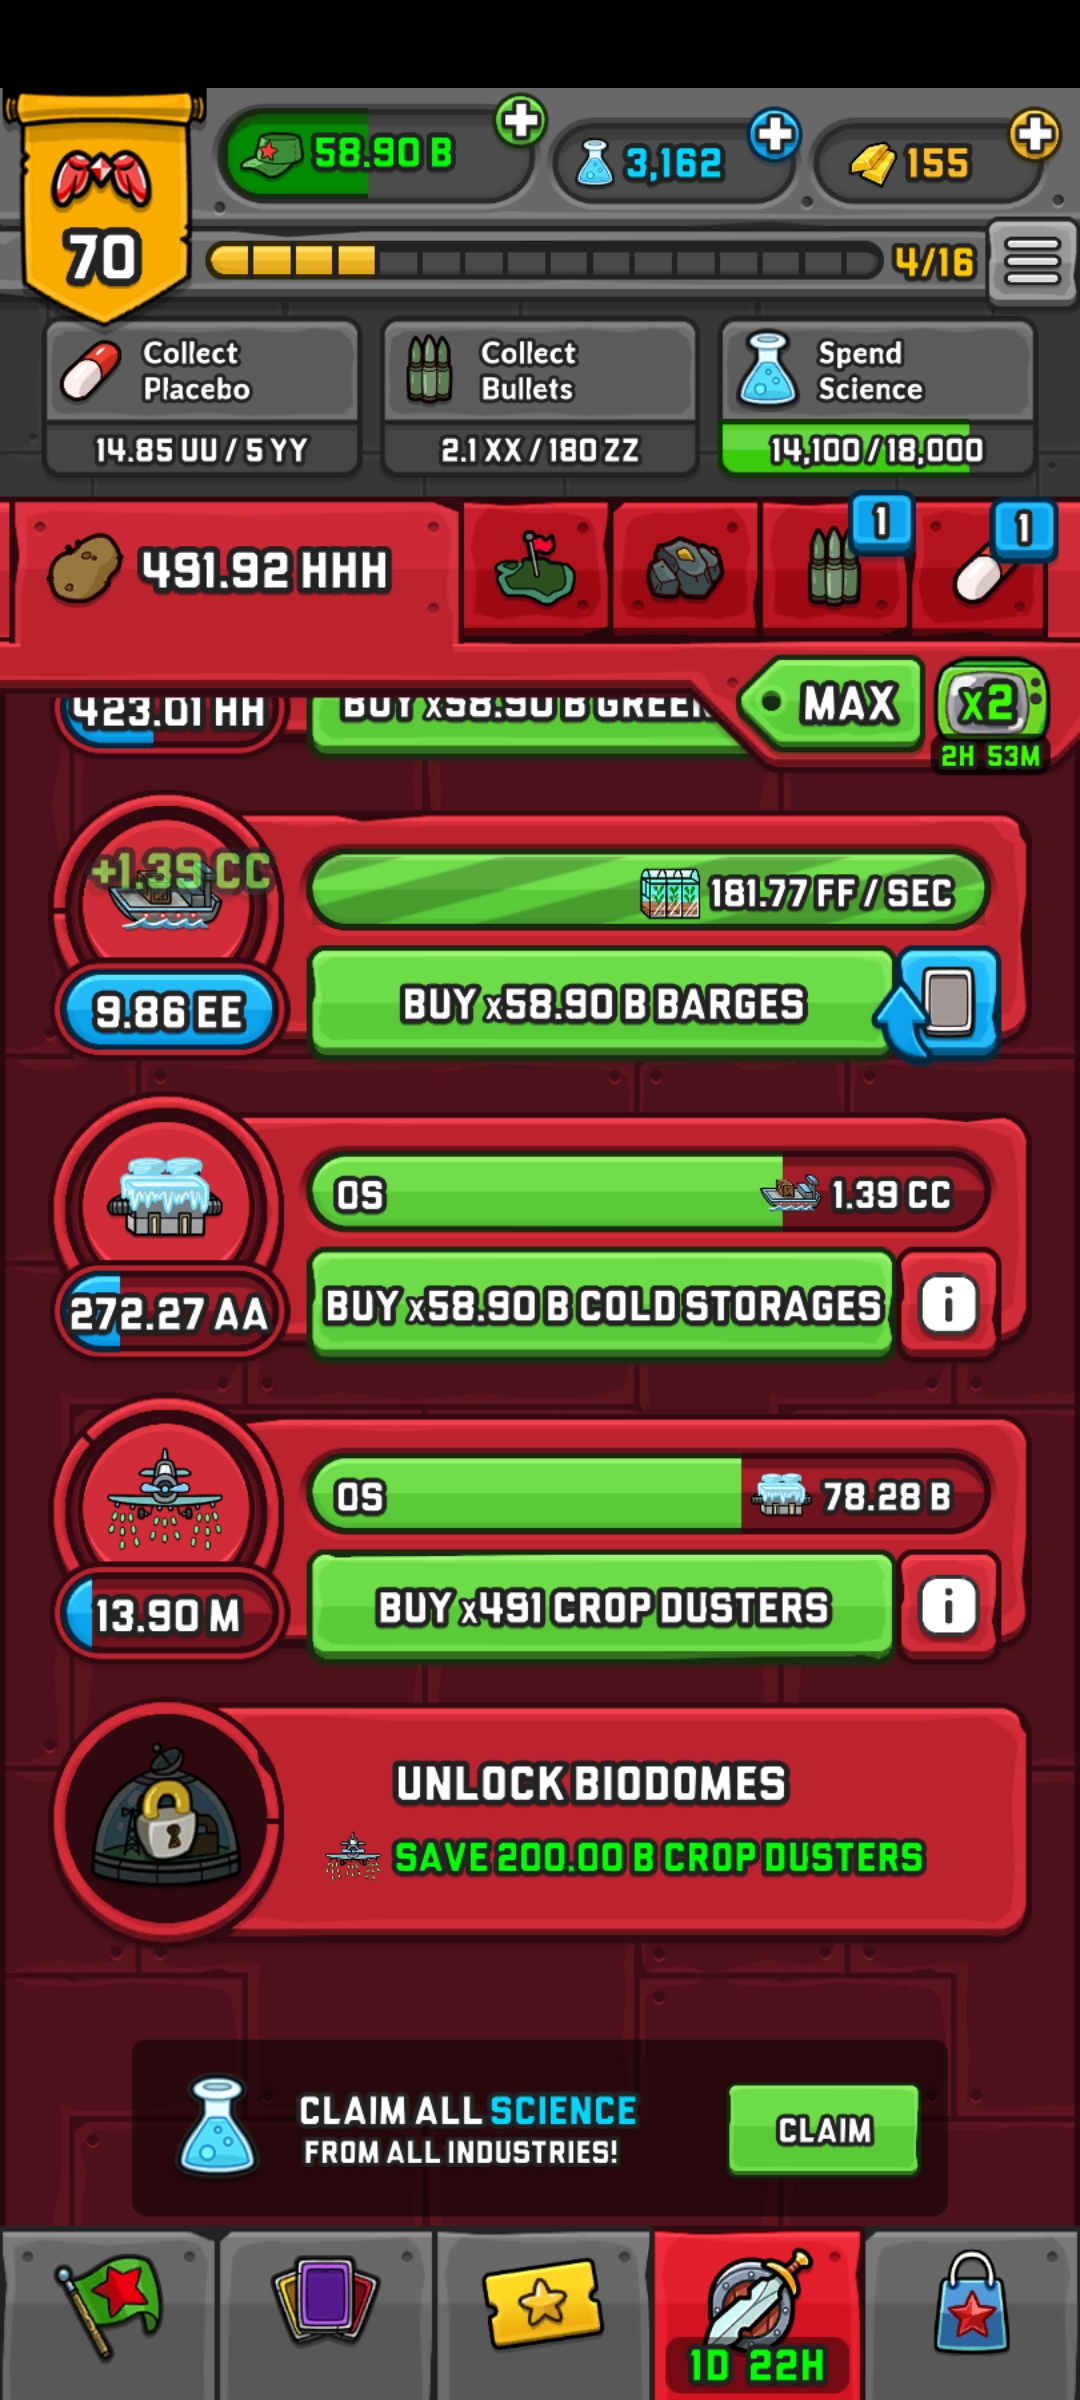 70
58.90 B
3,162
155
4/16
Collect
Placebo
14.85 UU / 5 YY
Collect
Bullets
2.1 XX / 180 ZZ
Spend
Science
14,100 / 18,000
491.92 HHH
1
1
MAX
x2
2H 53M
423.01 HH
BUY x58.90 B GREEN
+1.39 CC
181.77 FF / SEC
9.86 EE
BUY x58.90 B BARGES
0S
1.39 CC
272.27 AA
BUY x58.90 B COLD STORAGES
i
0S
78.28 B
13.90 M
BUY x491 CROP DUSTERS
i
UNLOCK BIODOMES
SAVE 200.00 B CROP DUSTERS
CLAIM ALL SCIENCE
FROM ALL INDUSTRIES!
CLAIM
1D 22H